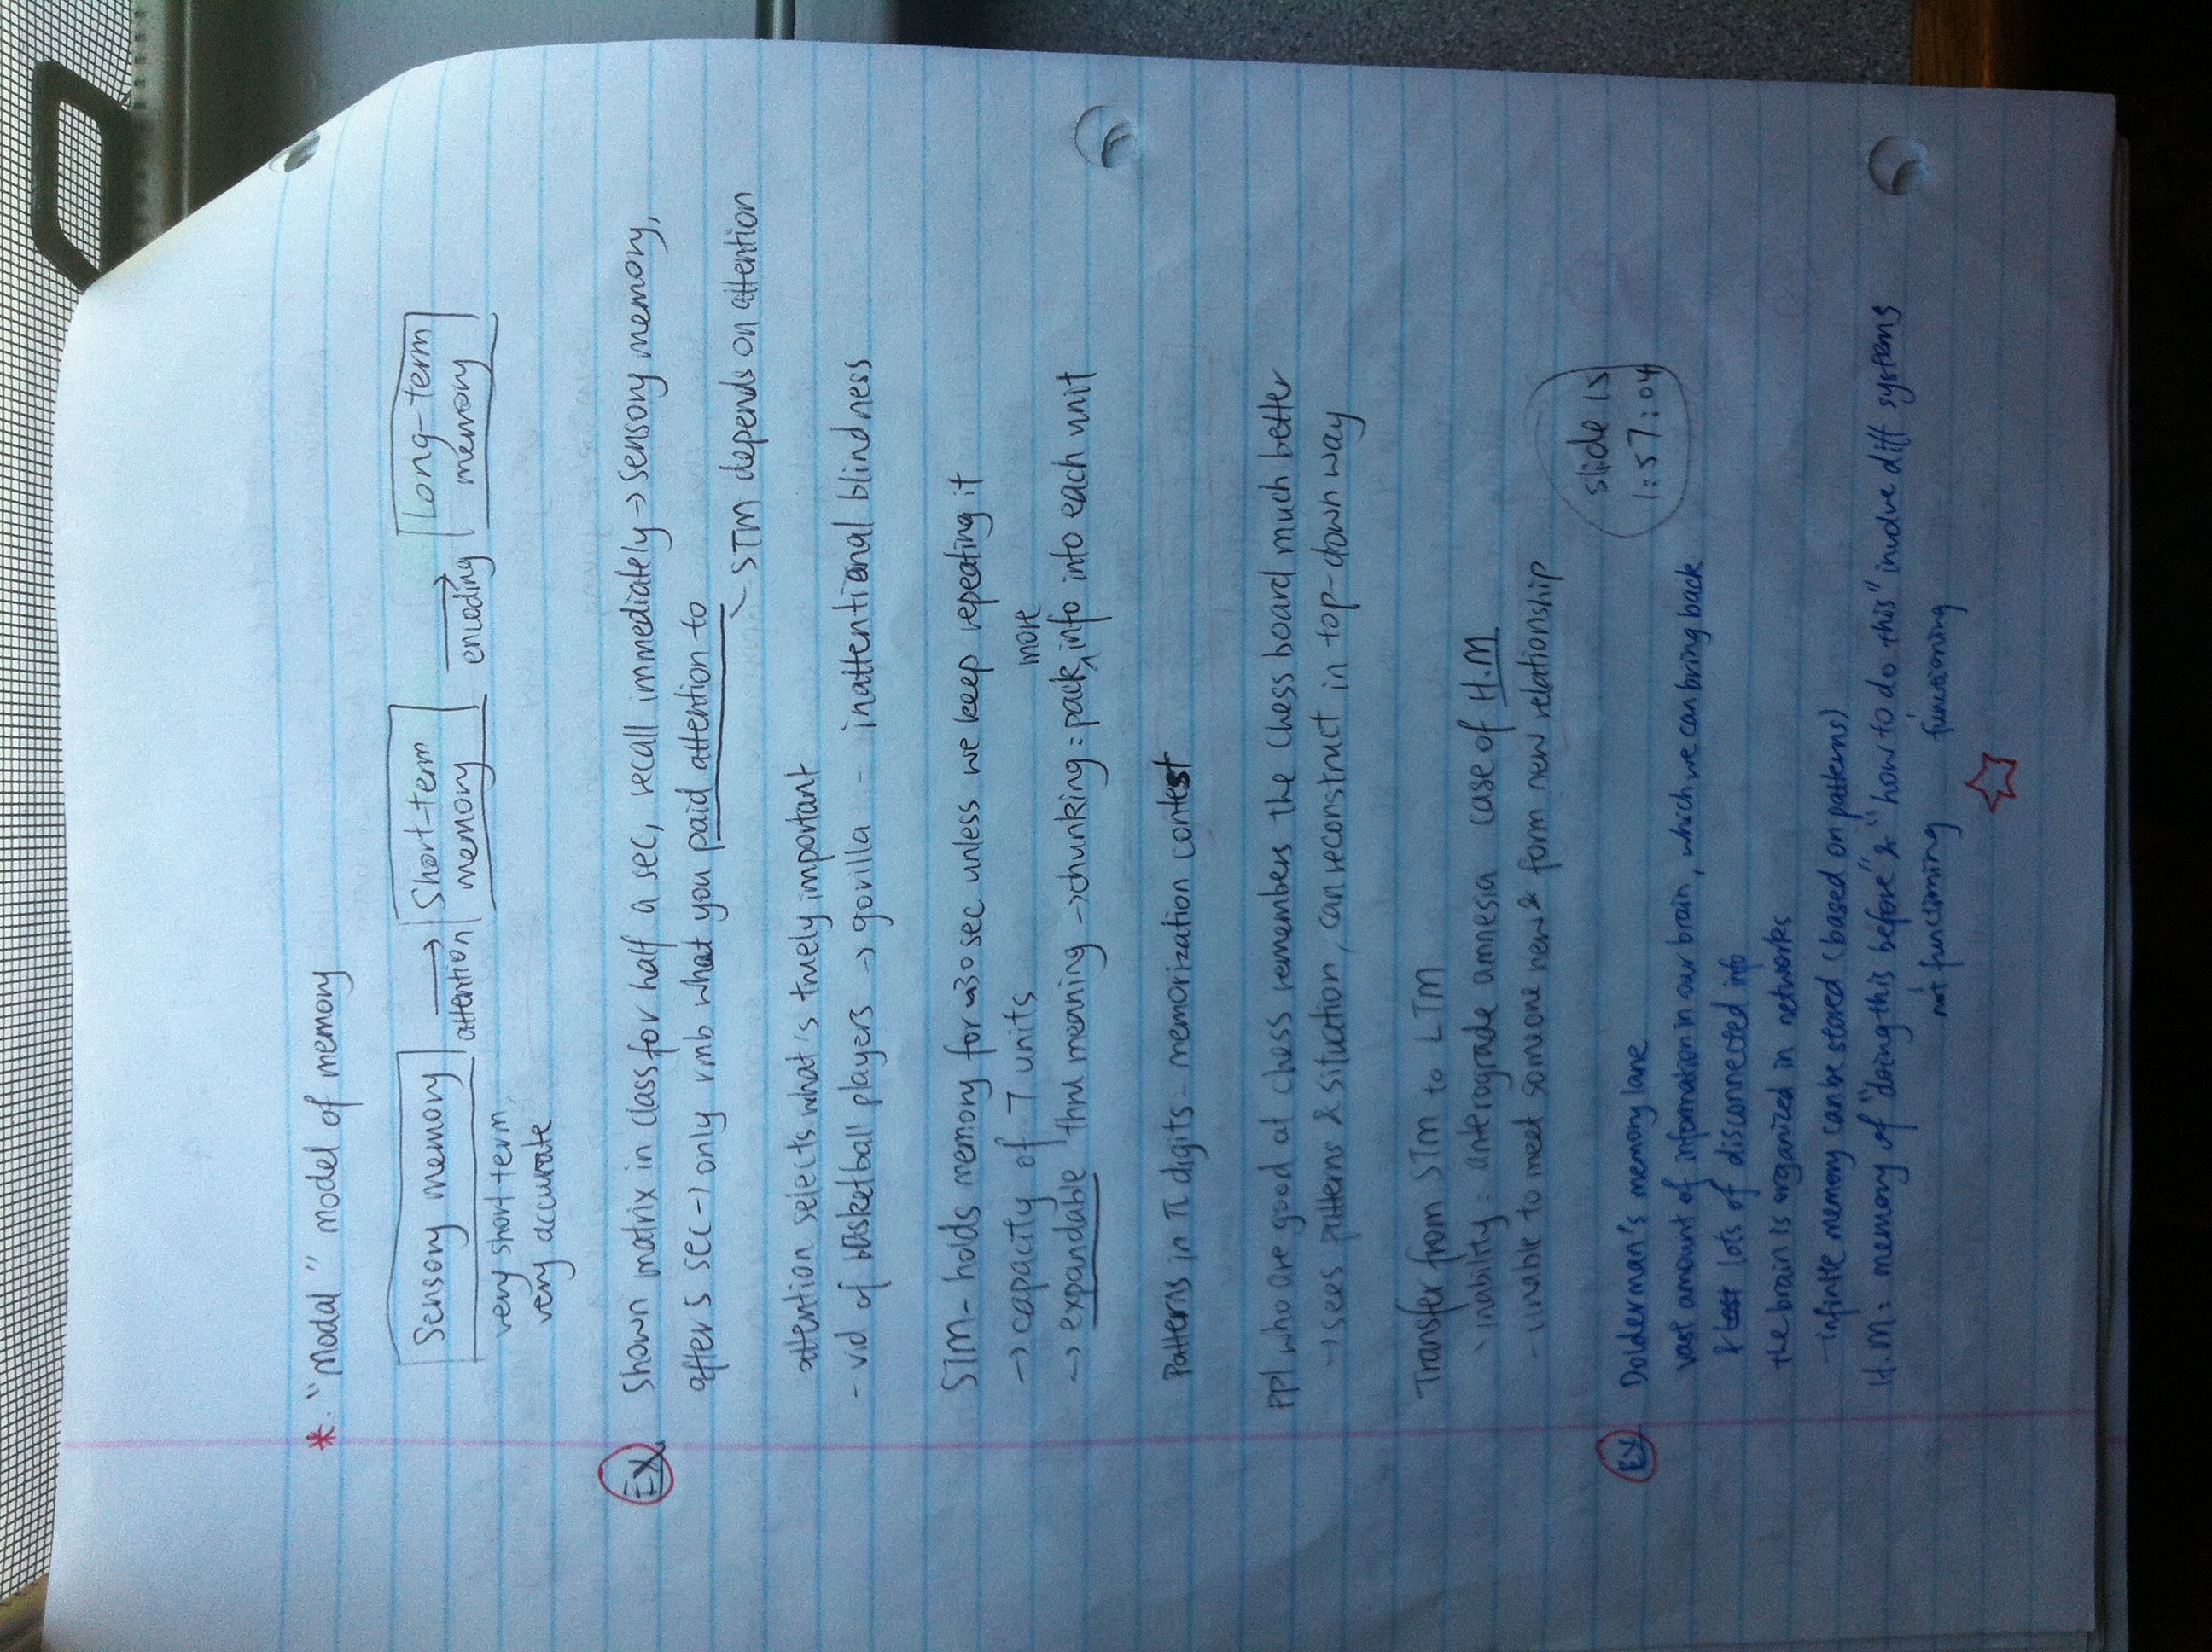 * "Modal" model of memory
Sensory memory → attention Short-term memory → encoding Long-term memory
very short term
very accurate
EX Shown matrix in class for half a sec, recall immediately → sensory memory,
after 5 sec → only rmb what you paid attention to
↳ STM depends on attention
attention selects what's truely important
- vid of basketball players → gorilla - inattentional blindness
STM - holds memory for ~30 sec unless we keep repeating it
→ capacity of 7 units
→ expandable thru meaning → chunking = pack more info into each unit
Patterns in π digits - memorization contest
PPl who are good at chess remembers the chess board much better
→ sees patterns & situation, can reconstruct in top-down way
Transfer from STM to LTM
- inability: anterograde amnesia case of H.M
- unable to meet someone new & form new relationship
slide 15
1:57:04
EX Dolderman's memory lane
vast amount of information in our brain, which we can bring back
& lots of disconnected info
the brain is organized in networks
- infinite memory can be stored (based on patterns)
H.M: memory of "doing this before" & "how to do this" involve diff systems
not functioning functioning
☆